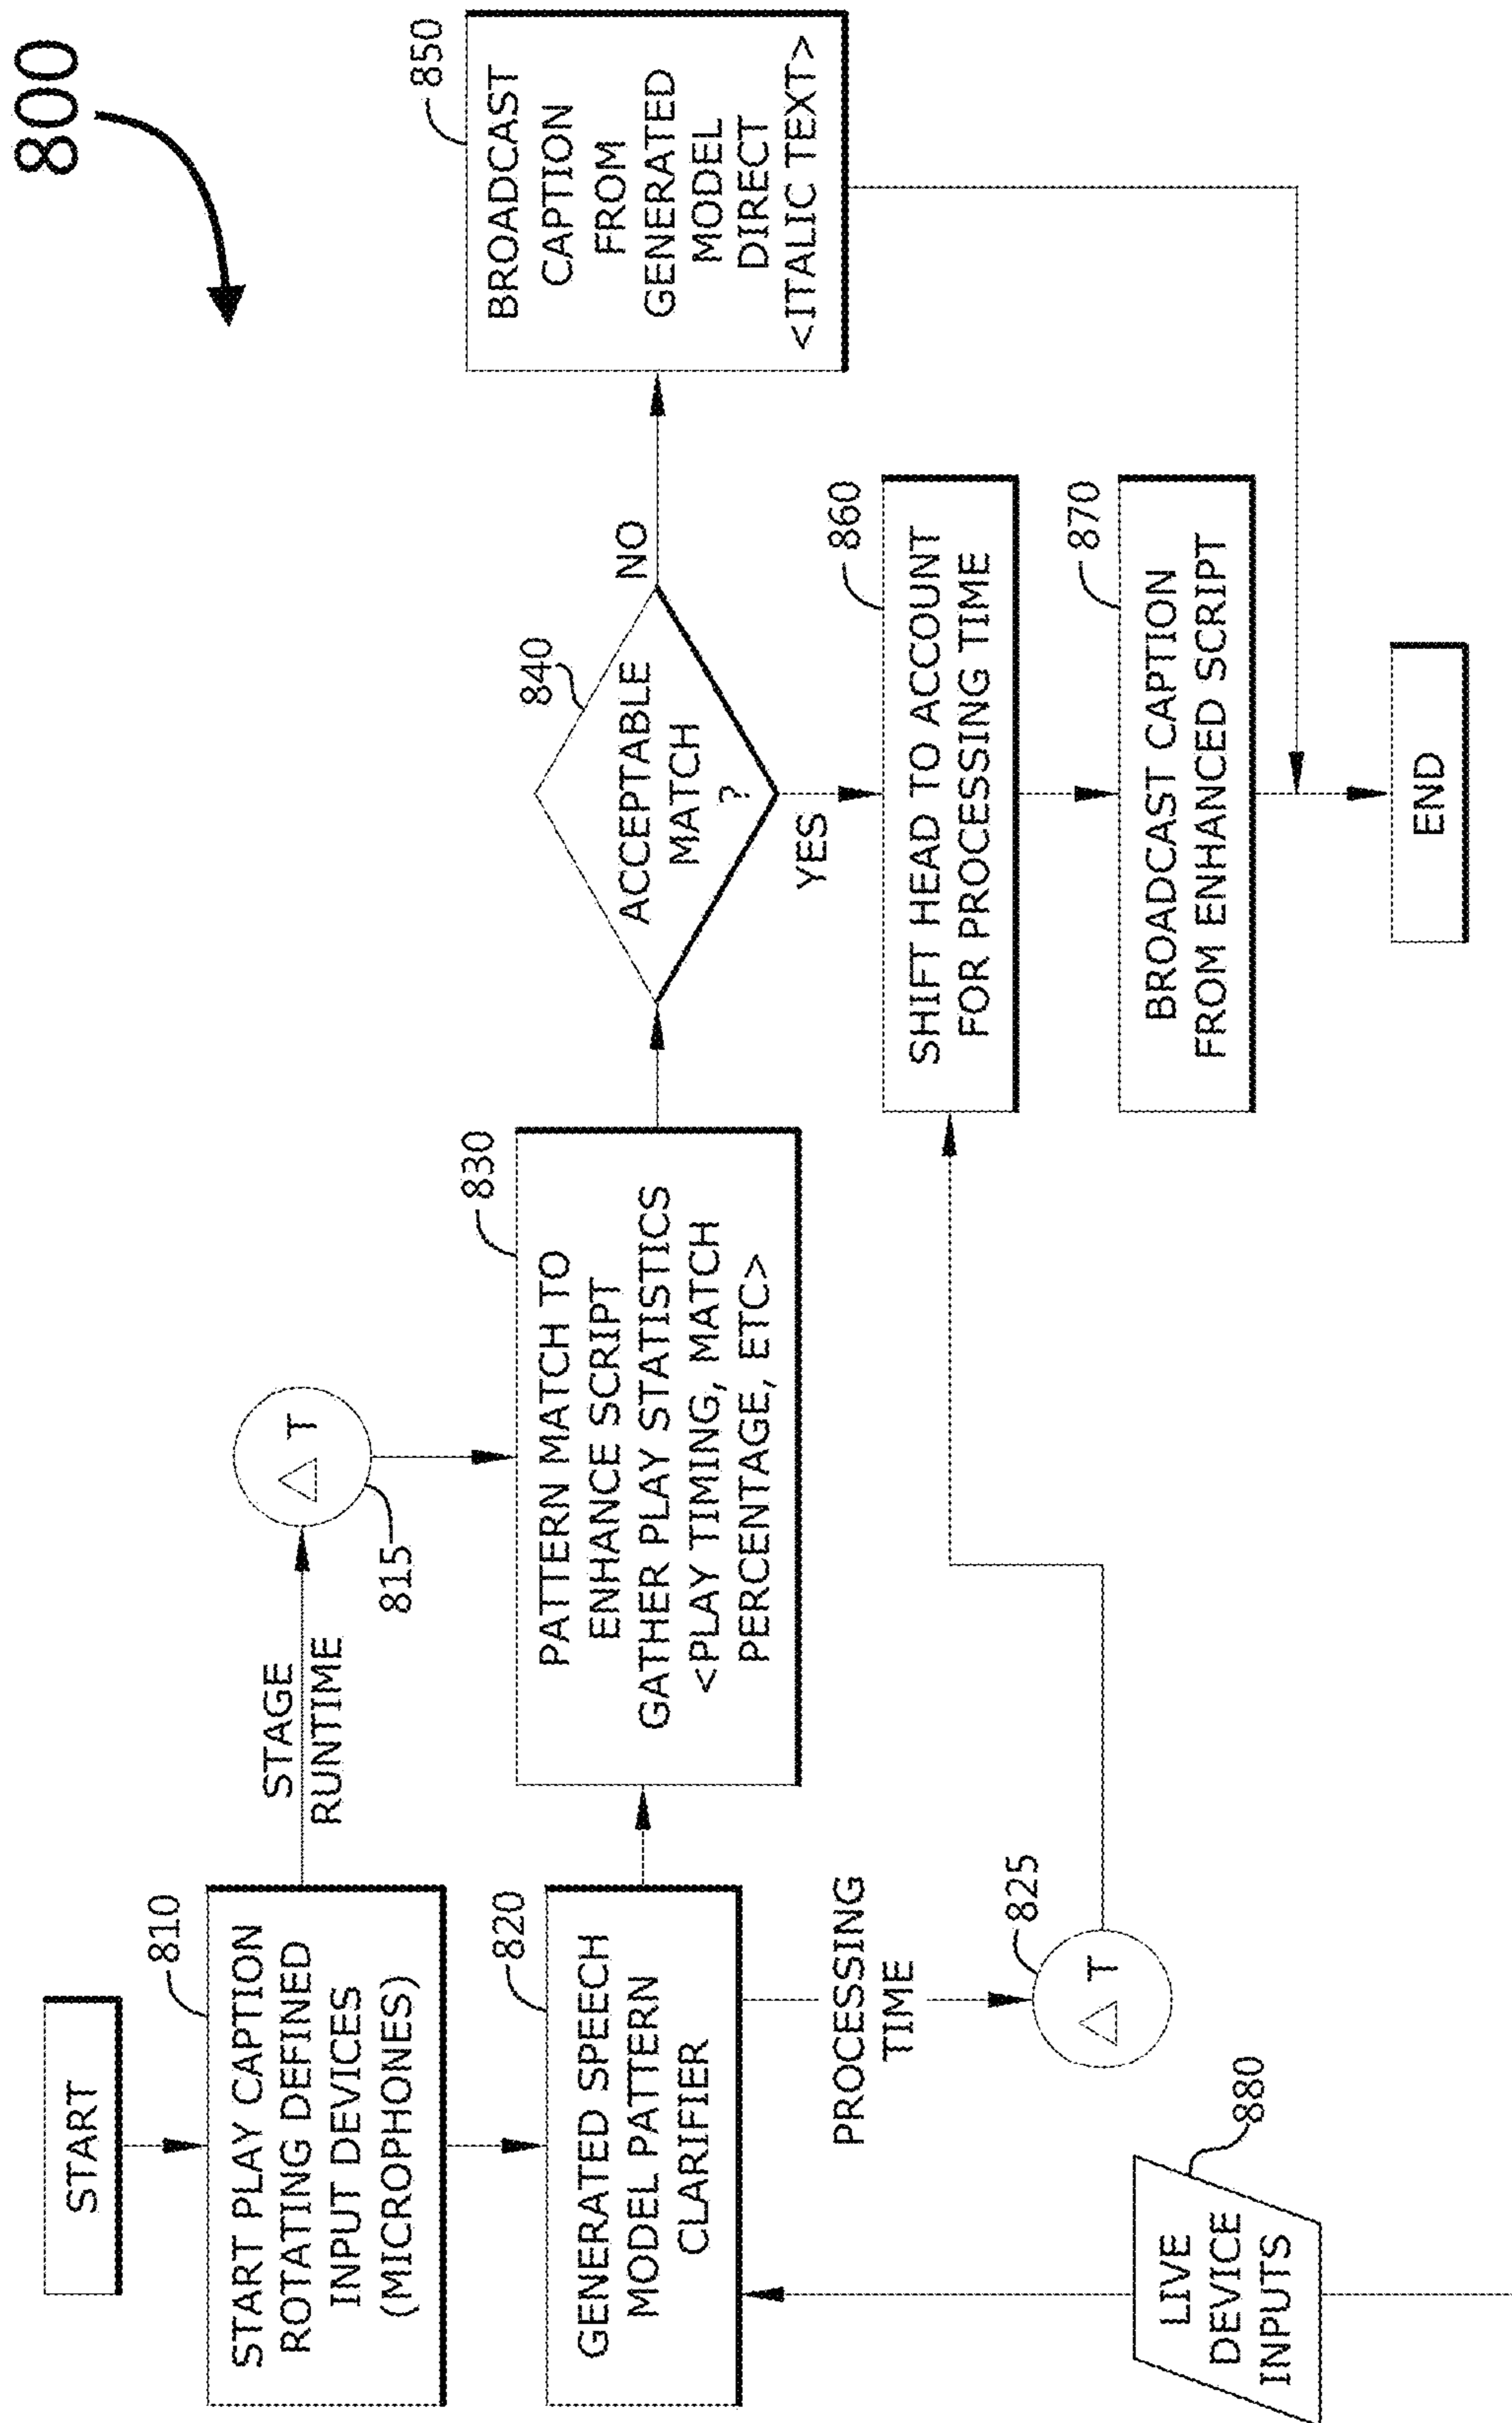 800
START
810
START PLAY CAPTION
ROTATING DEFINED
INPUT DEVICES
(MICROPHONES)
STAGE
RUNTIME
△ T
815
820
GENERATED SPEECH
MODEL PATTERN
CLARIFIER
PROCESSING
TIME
825
△ T
880
LIVE
DEVICE
INPUTS
830
PATTERN MATCH TO
ENHANCE SCRIPT
GATHER PLAY STATISTICS
<PLAY TIMING, MATCH
PERCENTAGE, ETC.>
840
ACCEPTABLE
MATCH
?
NO
YES
850
BROADCAST
CAPTION
FROM
GENERATED
MODEL
DIRECT
<ITALIC TEXT>
860
SHIFT HEAD TO ACCOUNT
FOR PROCESSING TIME
870
BROADCAST CAPTION
FROM ENHANCED SCRIPT
END